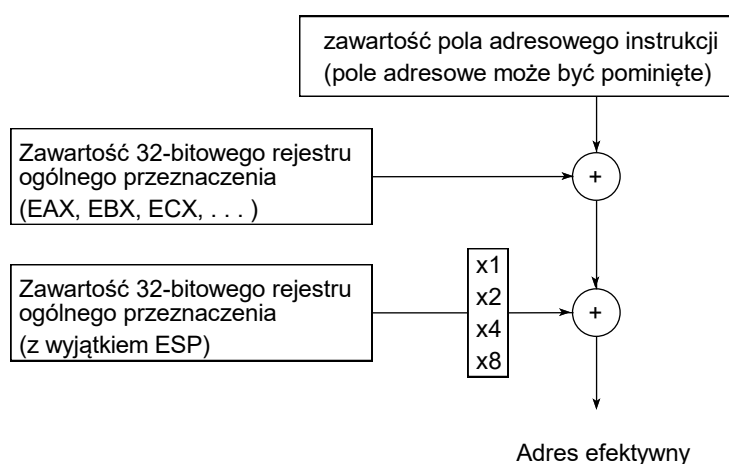 zawartość pola adresowego instrukcji
(pole adresowe może być pominięte)
Zawartość 32-bitowego rejestru
ogólnego przeznaczenia
(EAX, EBX, ECX, . . . )
+
Zawartość 32-bitowego rejestru
ogólnego przeznaczenia
(z wyjątkiem ESP)
x1
x2
x4
x8
+
Adres efektywny